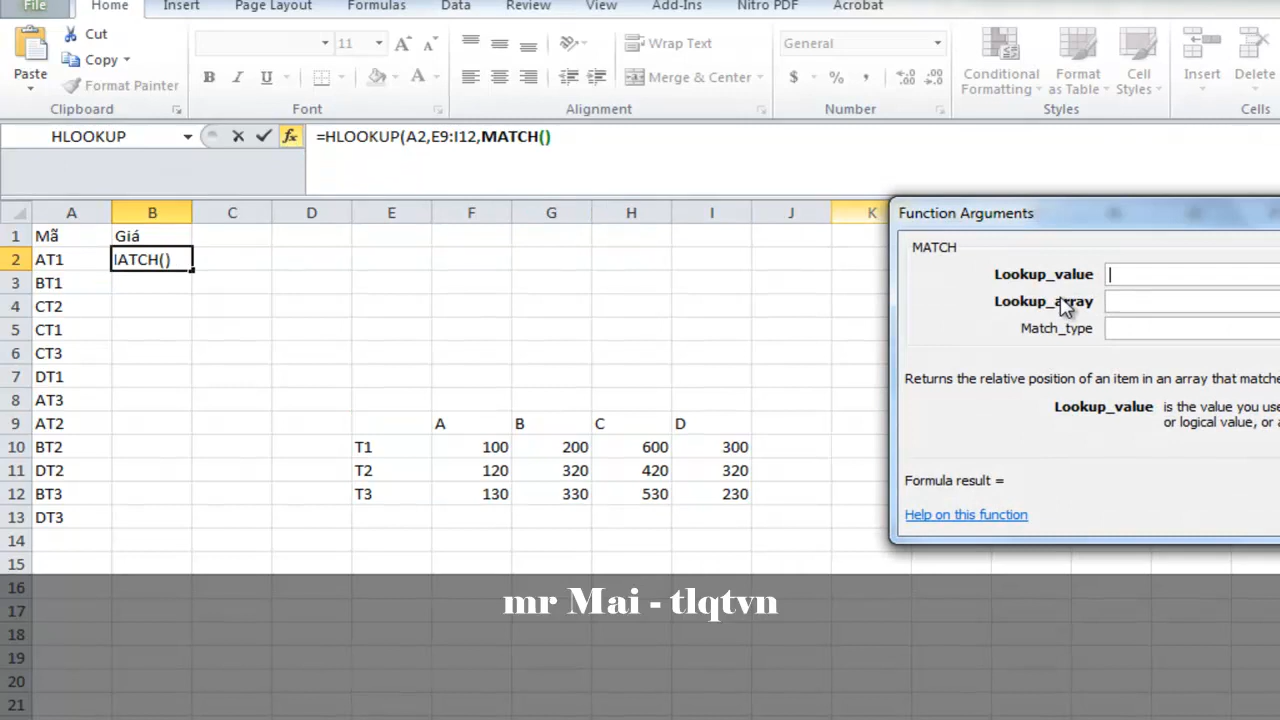 File Home Insert Page Layout Formulas Data Review View Add-Ins Nitro PDF Acrobat
Cut
Copy
Format Painter
Paste
11
B I U
Wrap Text
Merge & Center
General
$ % ,
Conditional Formatting
Format as Table
Cell Styles
Insert Delete
Clipboard Font Alignment Number Styles Cells
HLOOKUP fx =HLOOKUP(A2,E9:I12,MATCH()
A B C D E F G H I J K
1 Mã Giá
2 AT1 IATCH()
3 BT1
4 CT2
5 CT1
6 CT3
7 DT1
8 AT3
9 AT2 A B C D
10 BT2 T1 100 200 600 300
11 DT2 T2 120 320 420 320
12 BT3 T3 130 330 530 230
13 DT3
14
15
16
17
18
19
20
21
Function Arguments
MATCH
Lookup_value
Lookup_array
Match_type
Returns the relative position of an item in an array that matche
Lookup_value is the value you use
or logical value, or a
Formula result =
Help on this function
mr Mai - tlqtvn